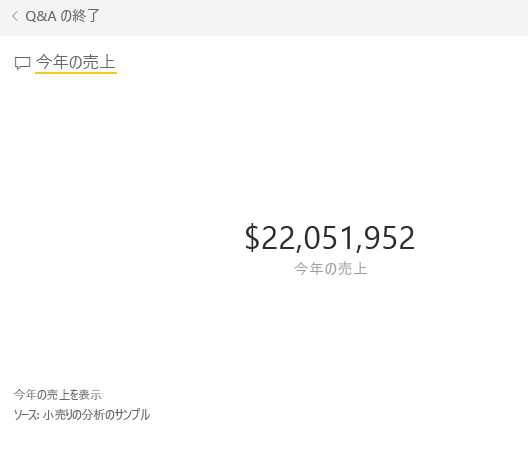 Q&A の終了
今年の売上
$22,051,952
今年の売上
今年の売上を表示
ソース: 小売りの分析のサンプル